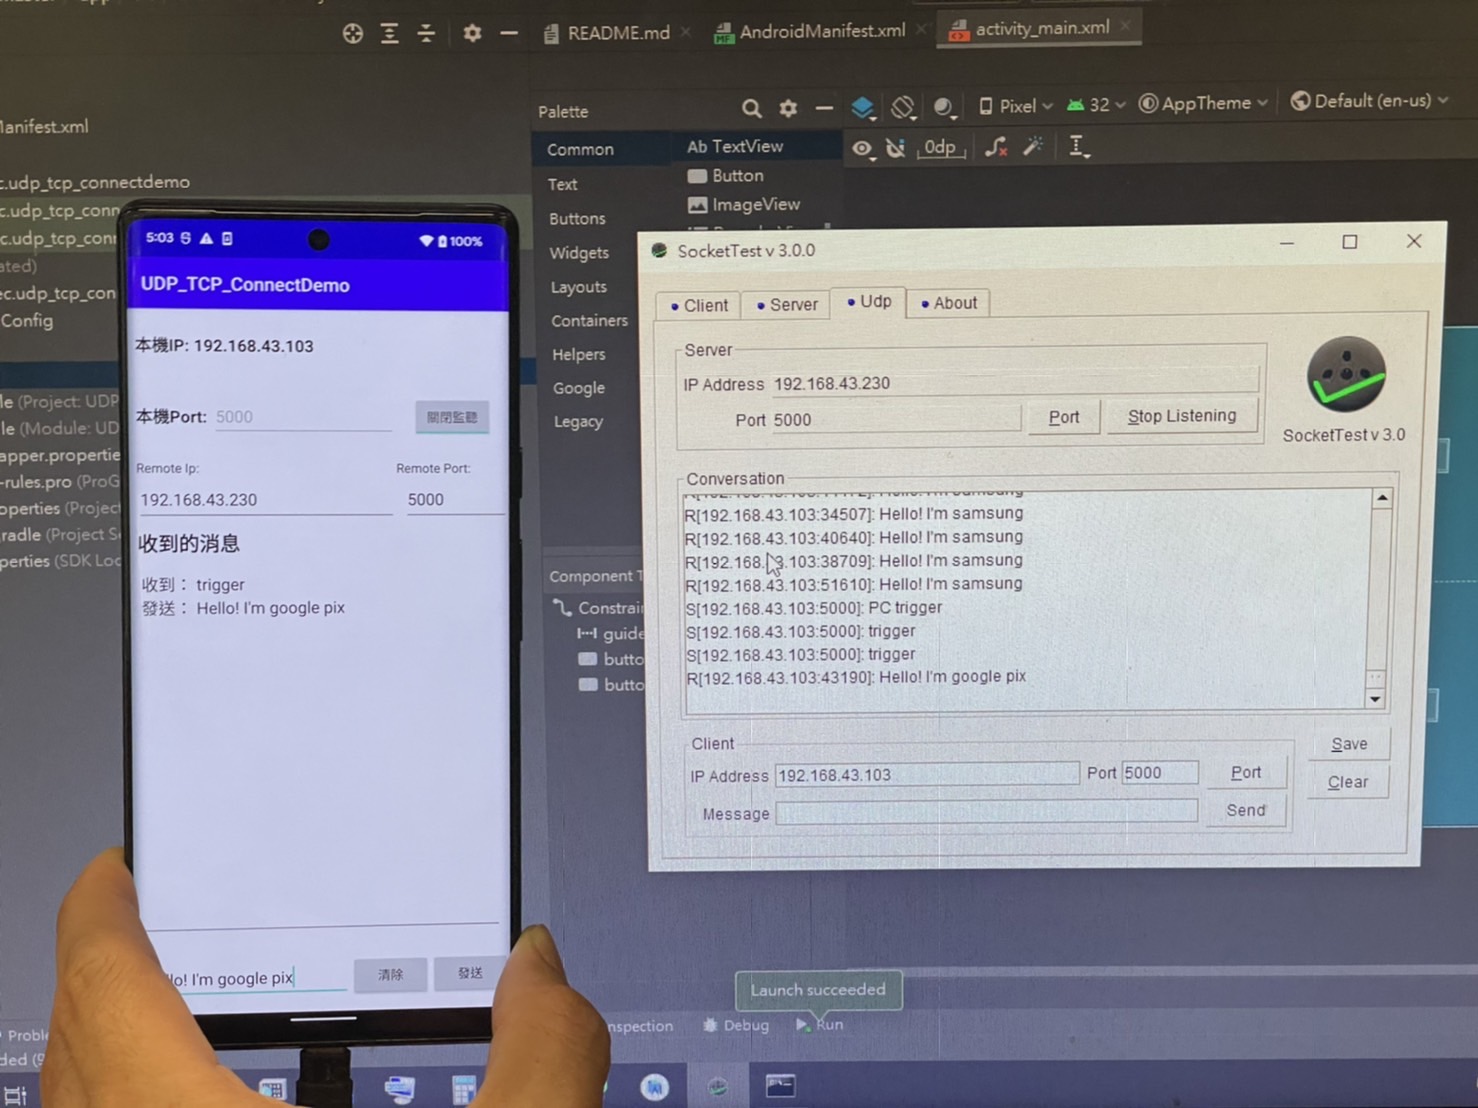 README.md
AndroidManifest.xml
activity_main.xml
Palette
Pixel
32
AppTheme
Default (en-us)
Common
Ab TextView
0dp
Text
Button
Buttons
ImageView
Widgets
Layouts
Containers
Helpers
Google
Legacy
anifest.xml
c.udp_tcp_connectdemo
c.udp_tcp_conn
c.udp_tcp_con
ated)
ec.udp_tcp_con
Config
le (Project: UDP
le (Module: UD
apper.propertie
-rules.pro (ProG
operties (Project
radle (Project S
perties (SDK Loc
5:03
100%
UDP_TCP_ConnectDemo
本機IP: 192.168.43.103
本機Port: 5000
關閉監聽
Remote Ip:
Remote Port:
192.168.43.230
5000
收到的消息
收到： trigger
發送： Hello! I'm google pix
lo! I'm google pix
清除
發送
Component T
Constrai
guide
butto
butto
SocketTest v 3.0.0
Client
Server
Udp
About
Server
IP Address 192.168.43.230
Port 5000
Port
Stop Listening
SocketTest v 3.0
Conversation
R[192.168.43.103:34507]: Hello! I'm samsung
R[192.168.43.103:40640]: Hello! I'm samsung
R[192.168.43.103:38709]: Hello! I'm samsung
R[192.168.43.103:51610]: Hello! I'm samsung
S[192.168.43.103:5000]: PC trigger
S[192.168.43.103:5000]: trigger
S[192.168.43.103:5000]: trigger
R[192.168.43.103:43190]: Hello! I'm google pix
Client
IP Address 192.168.43.103
Port 5000
Port
Message
Send
Save
Clear
Launch succeeded
Proble
nspection
Debug
Run